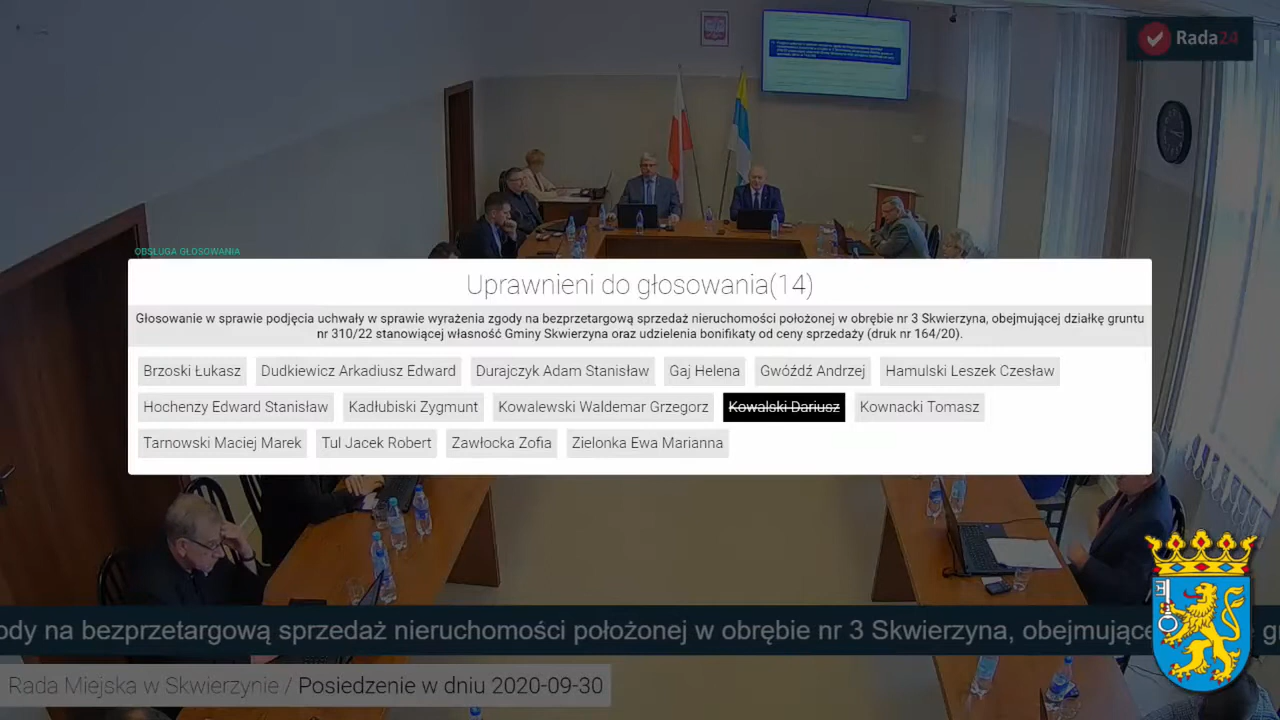 Rada24
OBSŁUGA GŁOSOWANIA
Uprawnieni do głosowania(14)
Głosowanie w sprawie podjęcia uchwały w sprawie wyrażenia zgody na bezprzetargową sprzedaż nieruchomości położonej w obrębie nr 3 Skwierzyna, obejmującej działkę gruntu
nr 310/22 stanowiącej własność Gminy Skwierzyna oraz udzielenia bonifikaty od ceny sprzedaży (druk nr 164/20).
Brzoski Łukasz Dudkiewicz Arkadiusz Edward Durajczyk Adam Stanisław Gaj Helena Gwóźdź Andrzej Hamulski Leszek Czesław
Hochenzy Edward Stanisław Kadłubiski Zygmunt Kowalewski Waldemar Grzegorz Kowalski Dariusz Kownacki Tomasz
Tarnowski Maciej Marek Tul Jacek Robert Zawłocka Zofia Zielonka Ewa Marianna
ody na bezprzetargową sprzedaż nieruchomości położonej w obrębie nr 3 Skwierzyna, obejmujące
Rada Miejska w Skwierzynie / Posiedzenie w dniu 2020-09-30